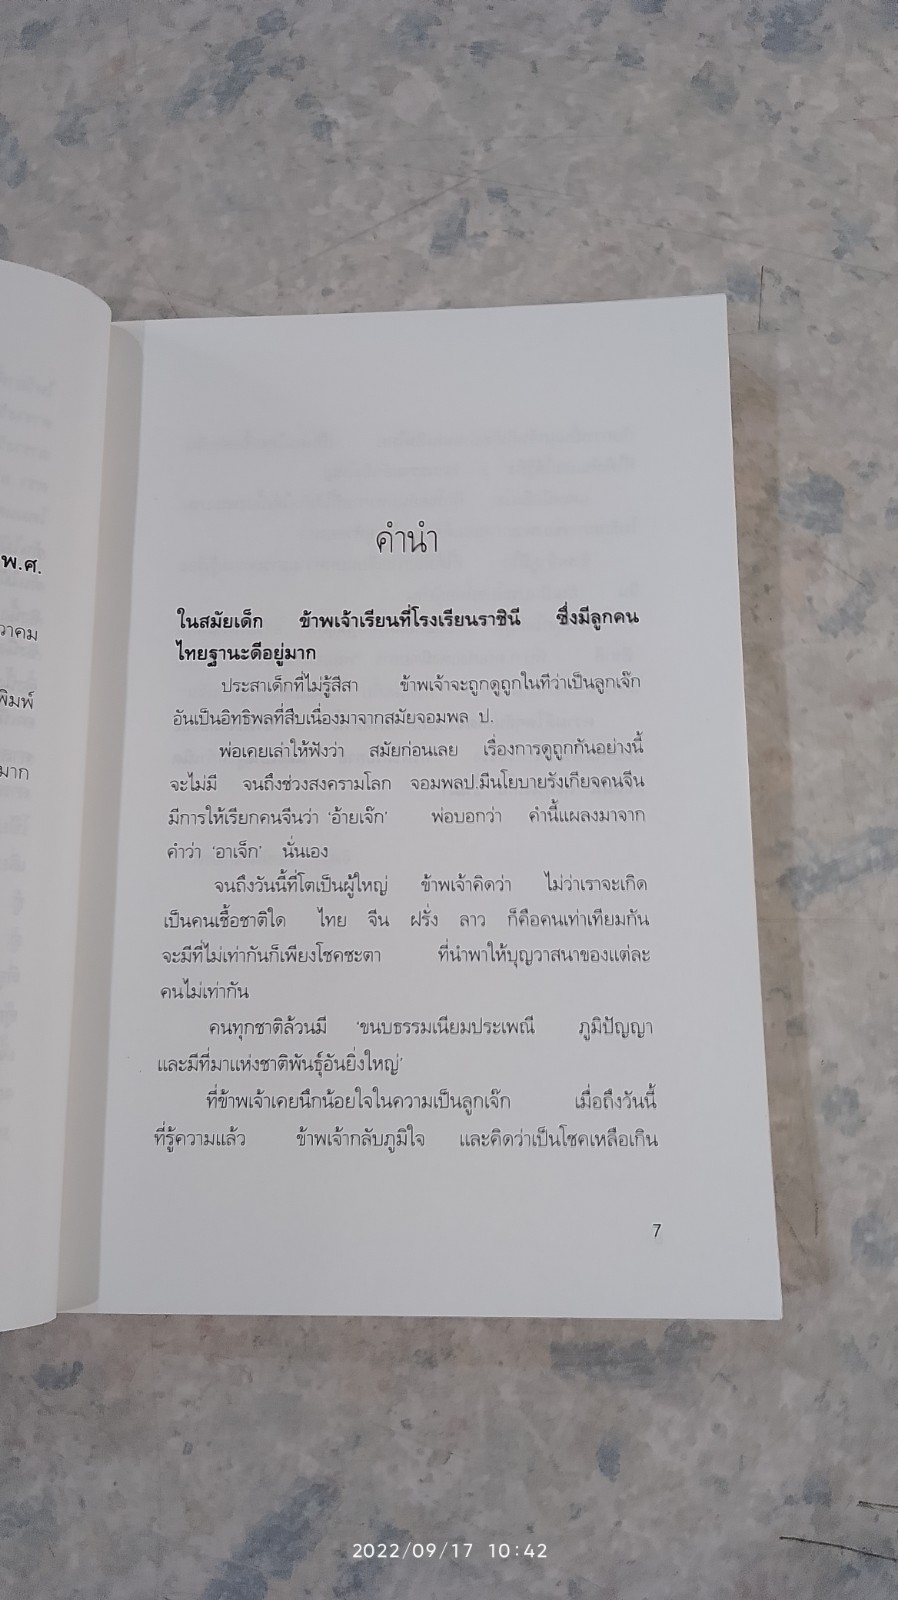 พ.ศ.
วาคม
พิมพ์
มาก
คำนำ
ในสมัยเด็ก ข้าพเจ้าเรียนที่โรงเรียนราชินี ซึ่งมีลูกคน
ไทยฐานะดีอยู่มาก
ประสาเด็กที่ไม่รู้สีสา ข้าพเจ้าจะถูกดูถูกในทีว่าเป็นลูกเจ๊ก
อันเป็นอิทธิพลที่สืบเนื่องมาจากสมัยจอมพล ป.
พ่อเคยเล่าให้ฟังว่า สมัยก่อนเลย เรื่องการดูถูกกันอย่างนี้
จะไม่มี จนถึงช่วงสงครามโลก จอมพลป.มีนโยบายรังเกียจคนจีน
มีการให้เรียกคนจีนว่า 'อ้ายเจ๊ก' พ่อบอกว่า คำนี้แผลงมาจาก
คำว่า 'อาเจ็ก' นั่นเอง
จนถึงวันนี้ที่โตเป็นผู้ใหญ่ ข้าพเจ้าคิดว่า ไม่ว่าเราจะเกิด
เป็นคนเชื้อชาติใด ไทย จีน ฝรั่ง ลาว ก็คือคนเท่าเทียมกัน
จะมีที่ไม่เท่ากันก็เพียงโชคชะตา ที่นำพาให้บุญวาสนาของแต่ละ
คนไม่เท่ากัน
คนทุกชาติล้วนมี 'ขนบธรรมเนียมประเพณี ภูมิปัญญา
และมีที่มาแห่งชาติพันธุ์อันยิ่งใหญ่'
ที่ข้าพเจ้าเคยนึกน้อยใจในความเป็นลูกเจ๊ก เมื่อถึงวันนี้
ที่รู้ความแล้ว ข้าพเจ้ากลับภูมิใจ และคิดว่าเป็นโชคเหลือเกิน
7
2022/09/17 10:42